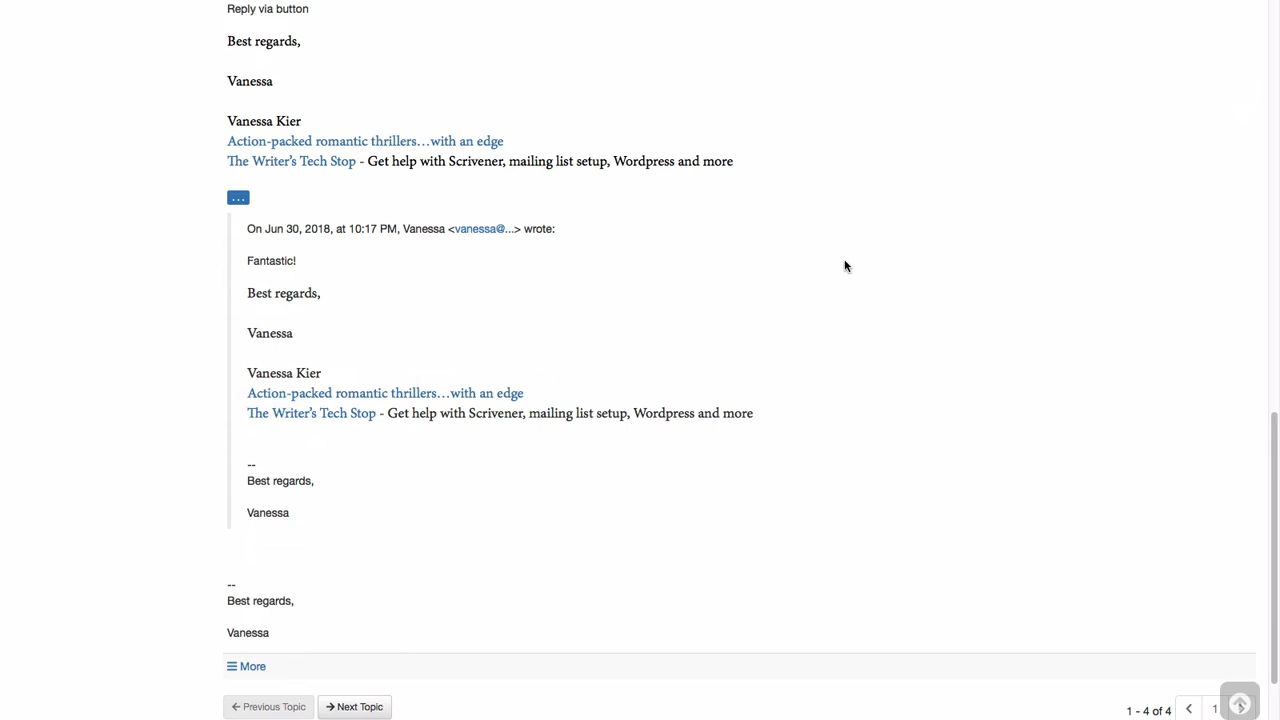 Reply via button
Best regards,
Vanessa
Vanessa Kier
Action-packed romantic thrillers…with an edge
The Writer’s Tech Stop - Get help with Scrivener, mailing list setup, Wordpress and more
...
On Jun 30, 2018, at 10:17 PM, Vanessa <vanessa@...> wrote:
Fantastic!
Best regards,
Vanessa
Vanessa Kier
Action-packed romantic thrillers…with an edge
The Writer’s Tech Stop - Get help with Scrivener, mailing list setup, Wordpress and more
--
Best regards,
Vanessa
--
Best regards,
Vanessa
More
Previous Topic Next Topic 1 - 4 of 4 1